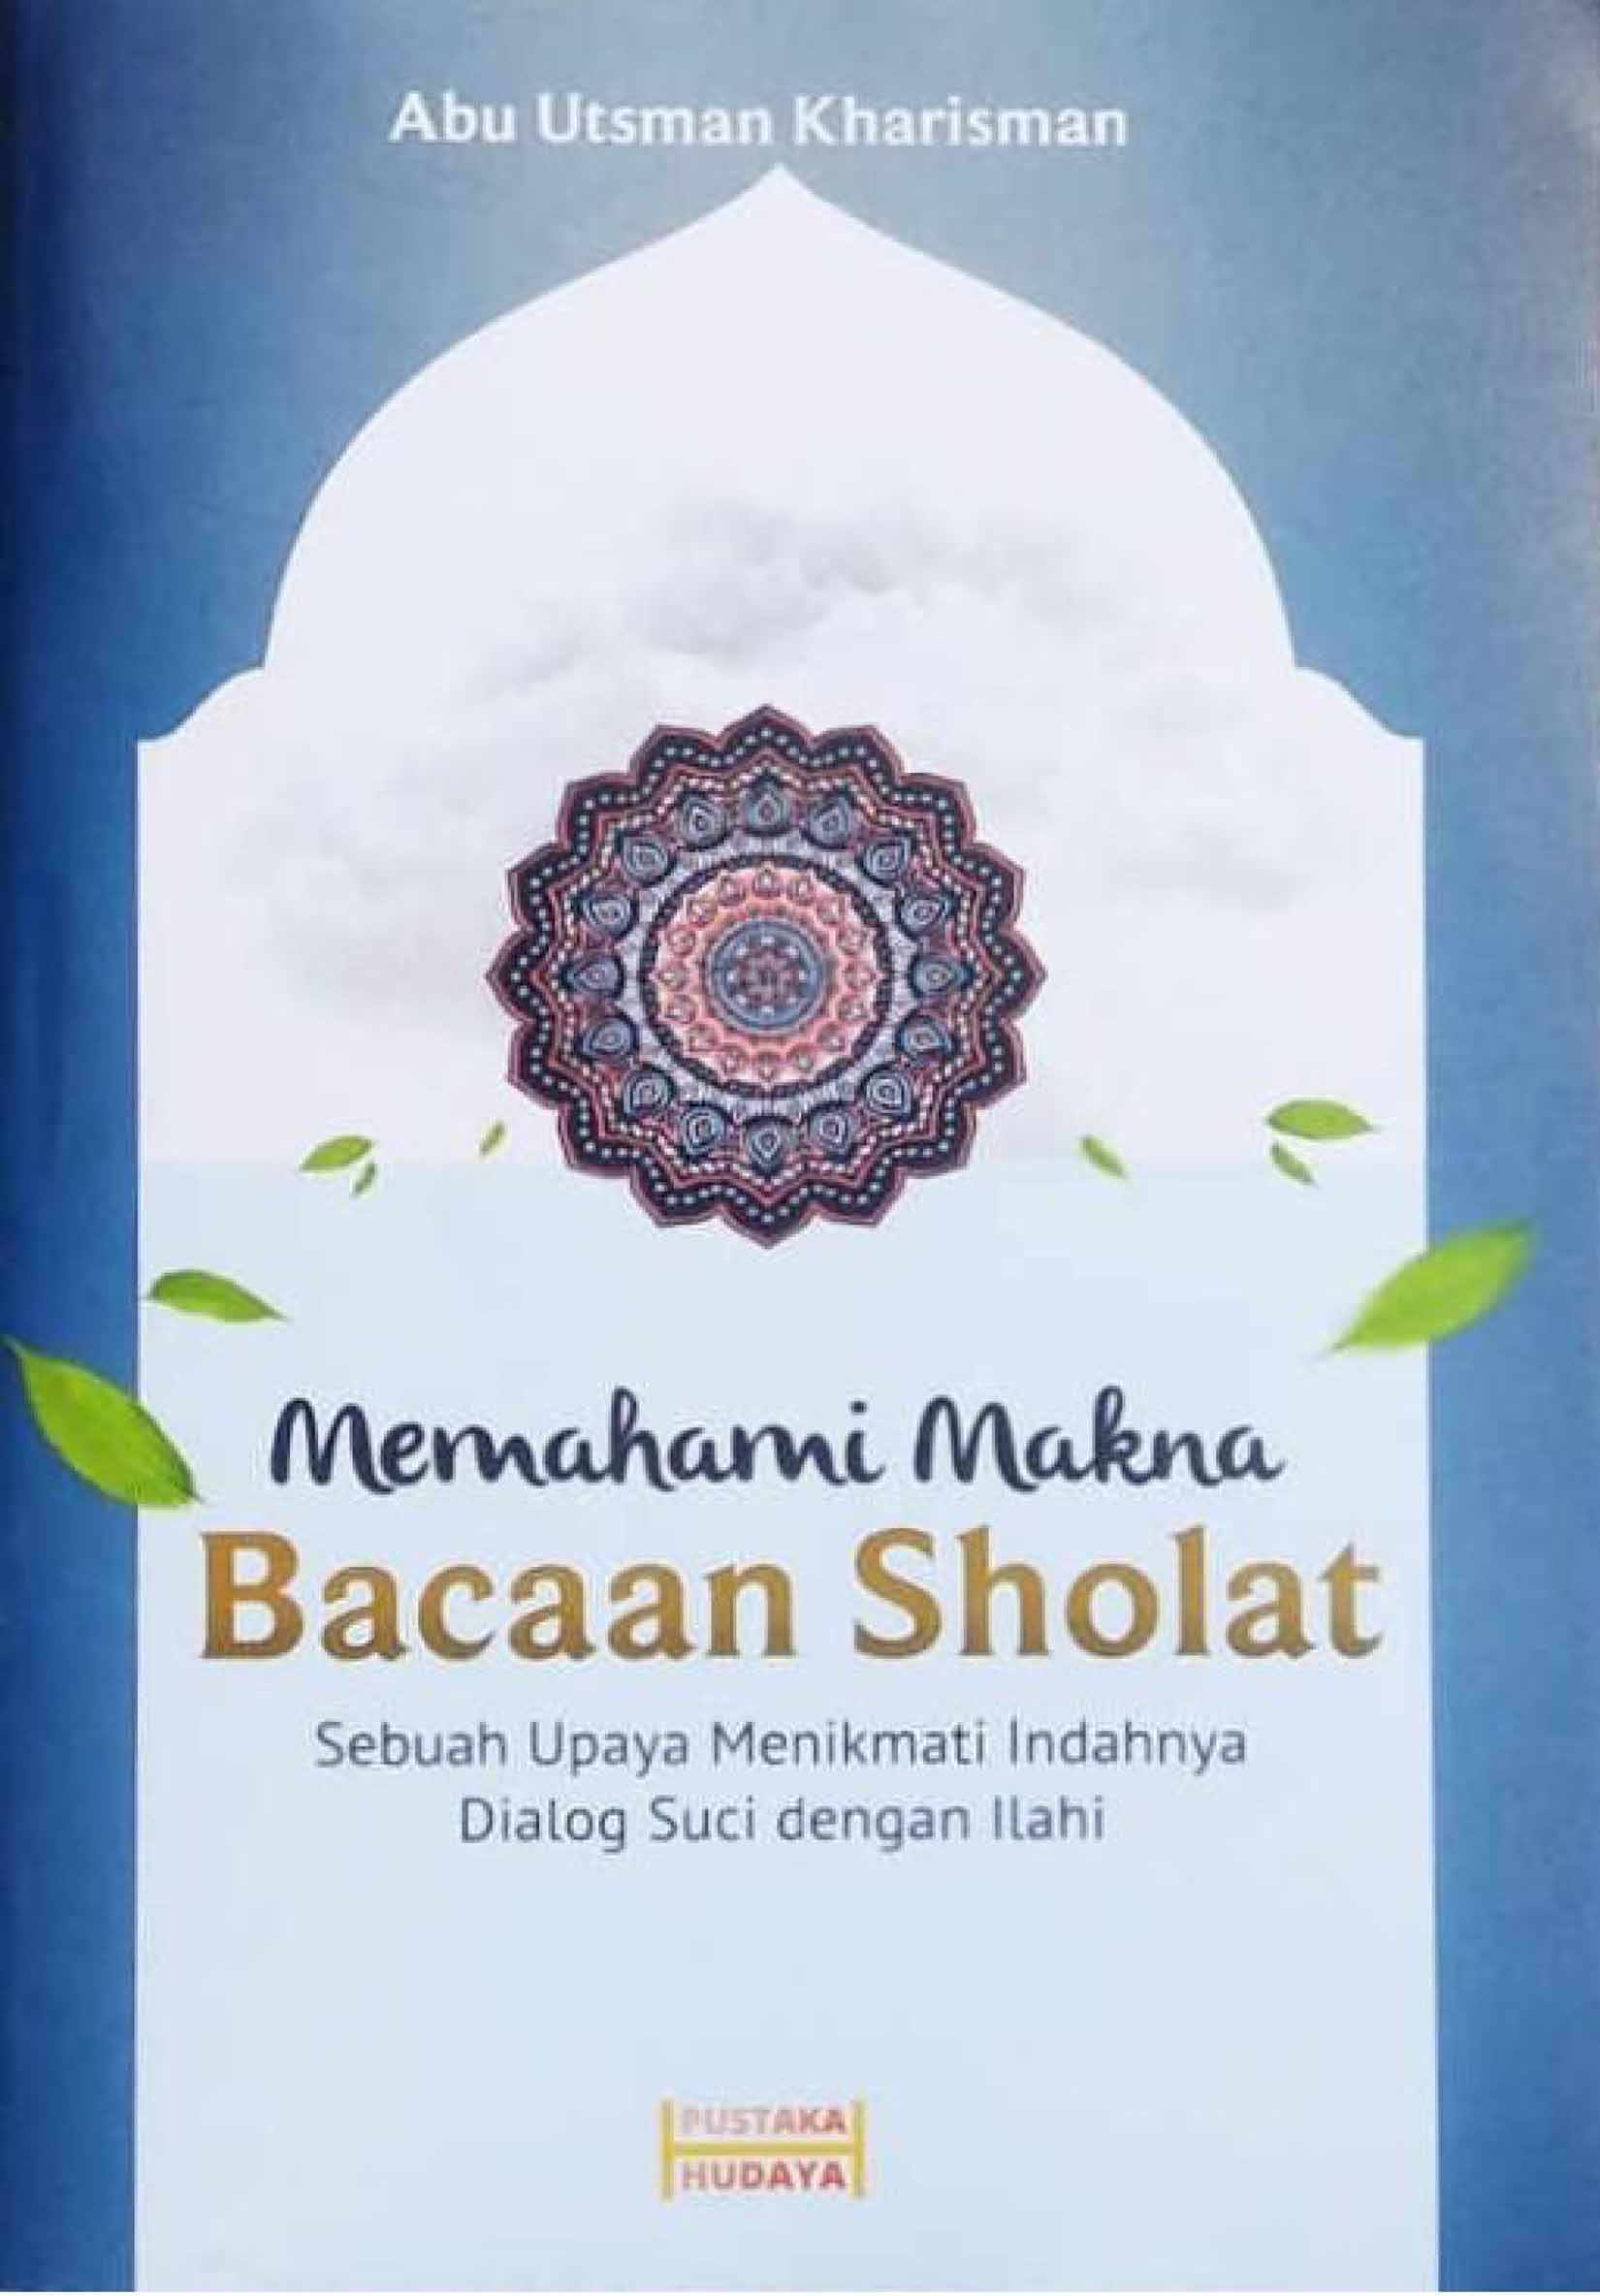 Abu Utsman Kharisman
Memahami Makna
Bacaan Sholat
Sebuah Upaya Menikmati Indahnya
Dialog Suci dengan Ilahi
PUSTAKA
HUDAYA